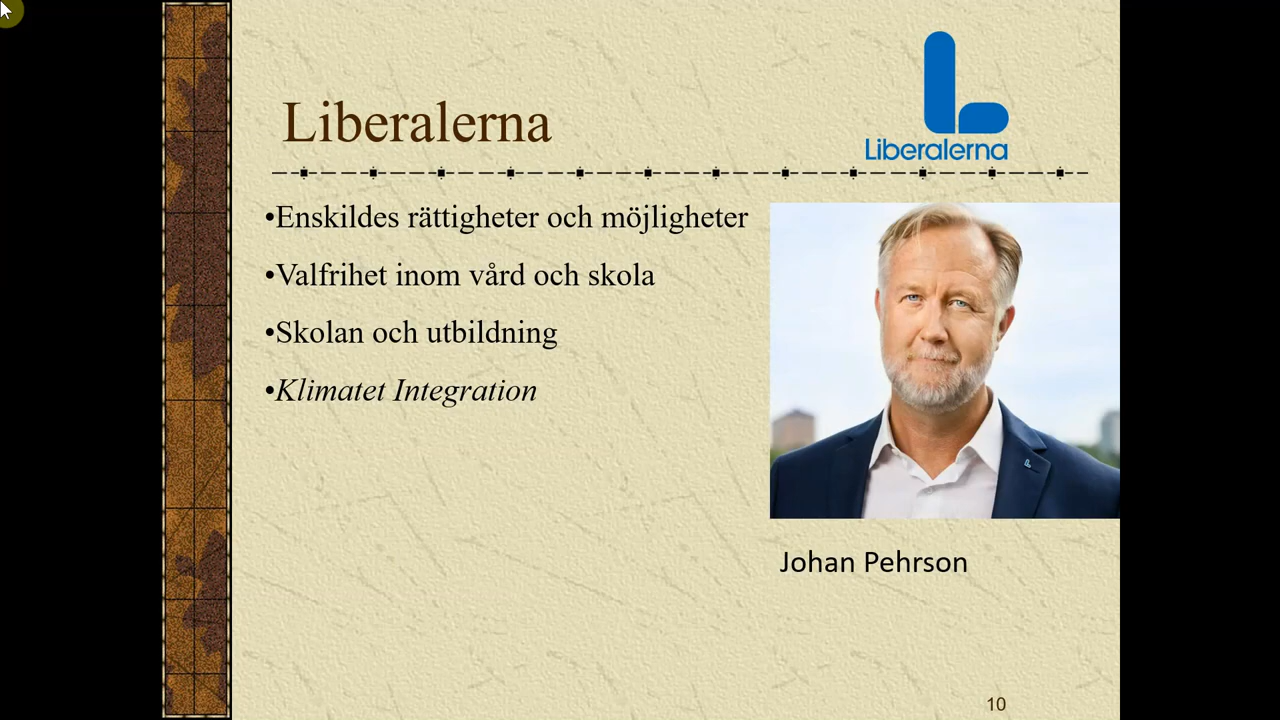 Liberalerna
Liberalerna
•Enskildes rättigheter och möjligheter
•Valfrihet inom vård och skola
•Skolan och utbildning
•Klimatet Integration
Johan Pehrson
10